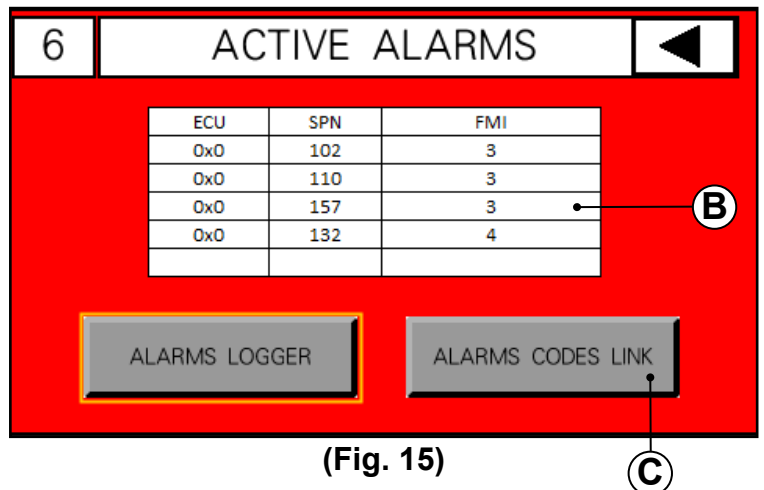 6 ACTIVE ALARMS
ECU SPN FMI
0x0 102 3
0x0 110 3
0x0 157 3
0x0 132 4
B
ALARMS LOGGER ALARMS CODES LINK
(Fig. 15)
C